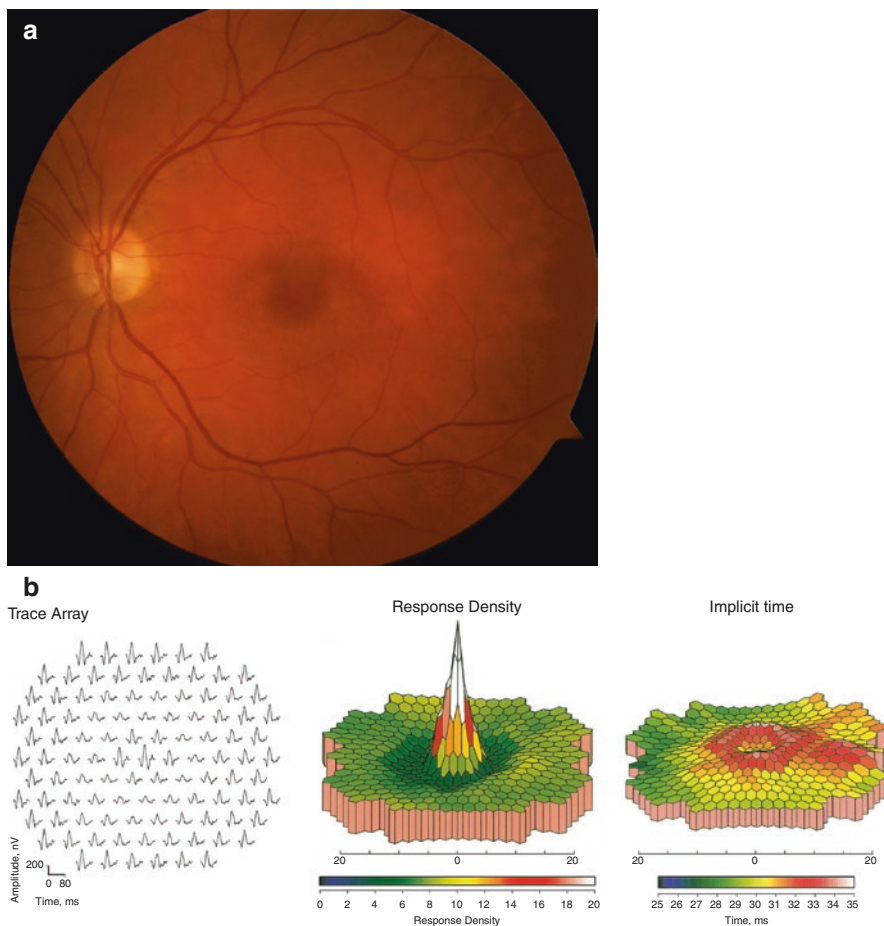 a
b
Trace Array
Response Density
Implicit time
Amplitude, nV
200
0 80
Time, ms
20 0 20
0 2 4 6 8 10 12 14 16 18 20
Response Density
20 0 20
25 26 27 28 29 30 31 32 33 34 35
Time, ms